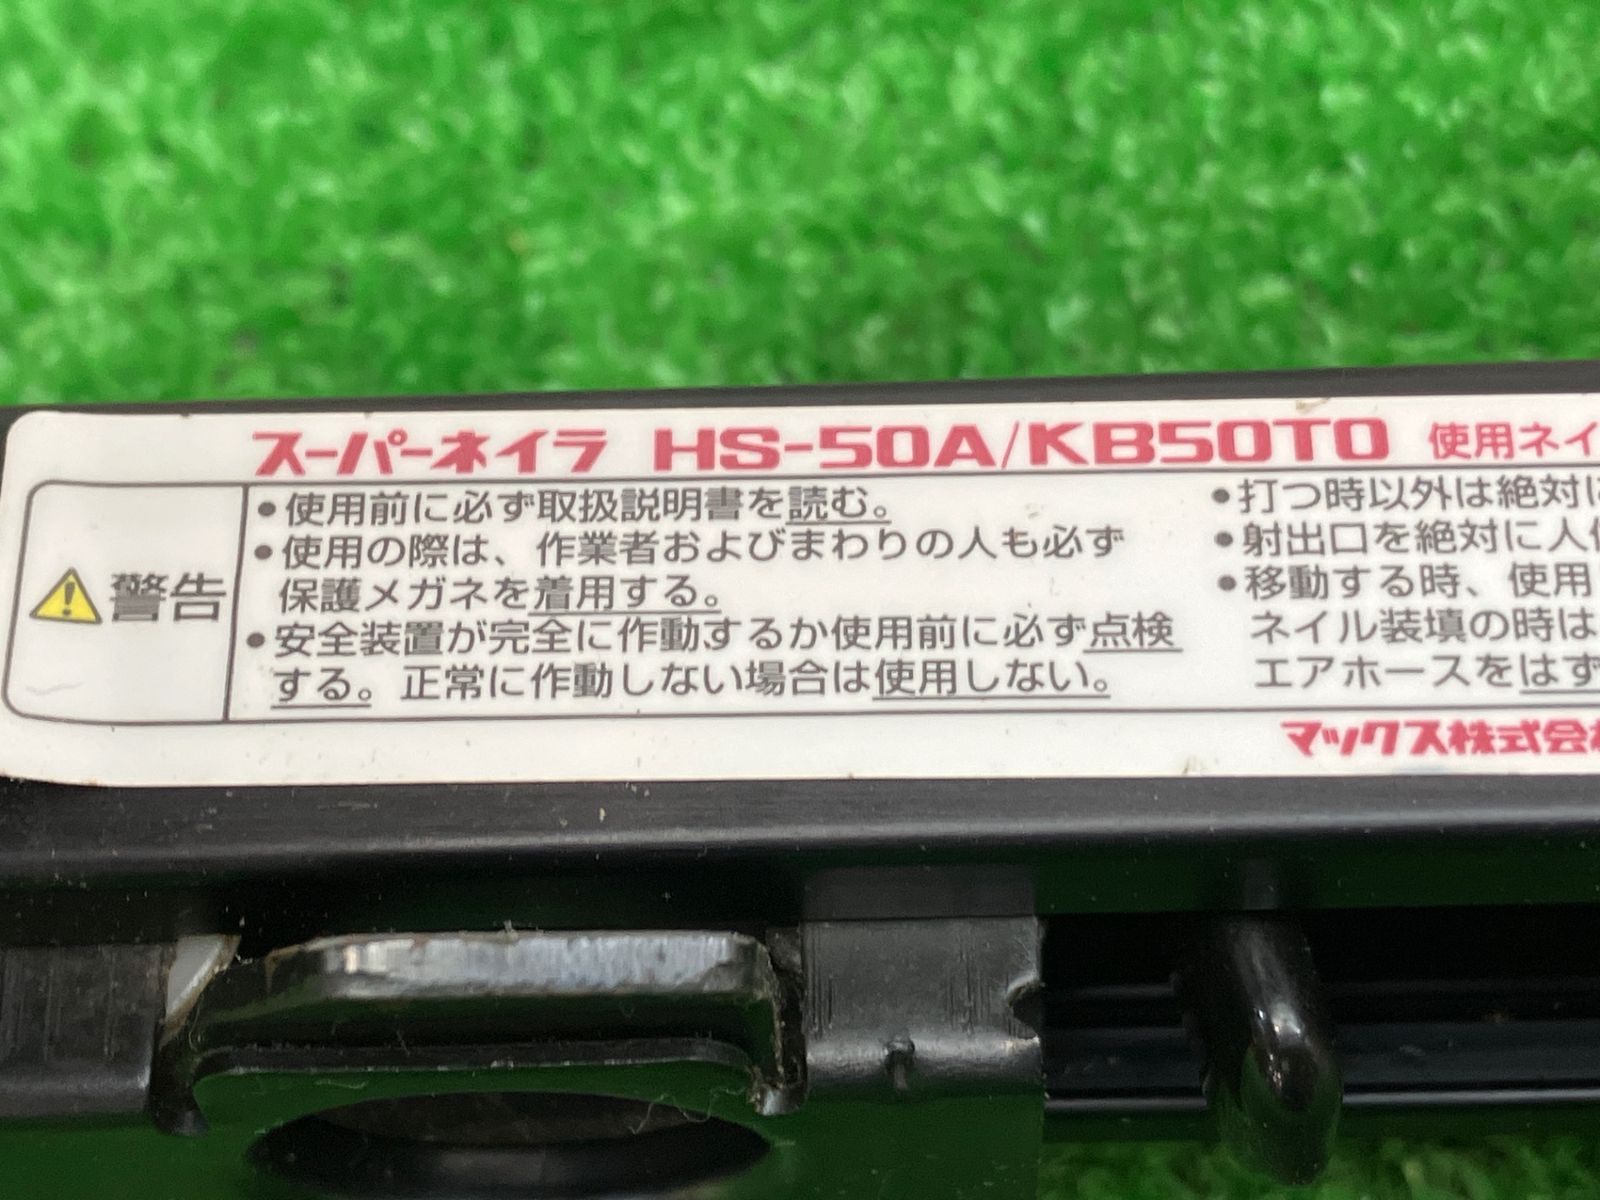 スーパーネイラ HS-50A/KB50TO 使用ネイ
警告
●使用前に必ず取扱説明書を読む。
●使用の際は、作業者およびまわりの人も必ず
保護メガネを着用する。
●安全装置が完全に作動するか使用前に必ず点検
する。正常に作動しない場合は使用しない。
●打つ時以外は絶対に
●射出口を絶対に人
●移動する時、使用
ネイル装填の時は
エアホースをはず
マックス株式会